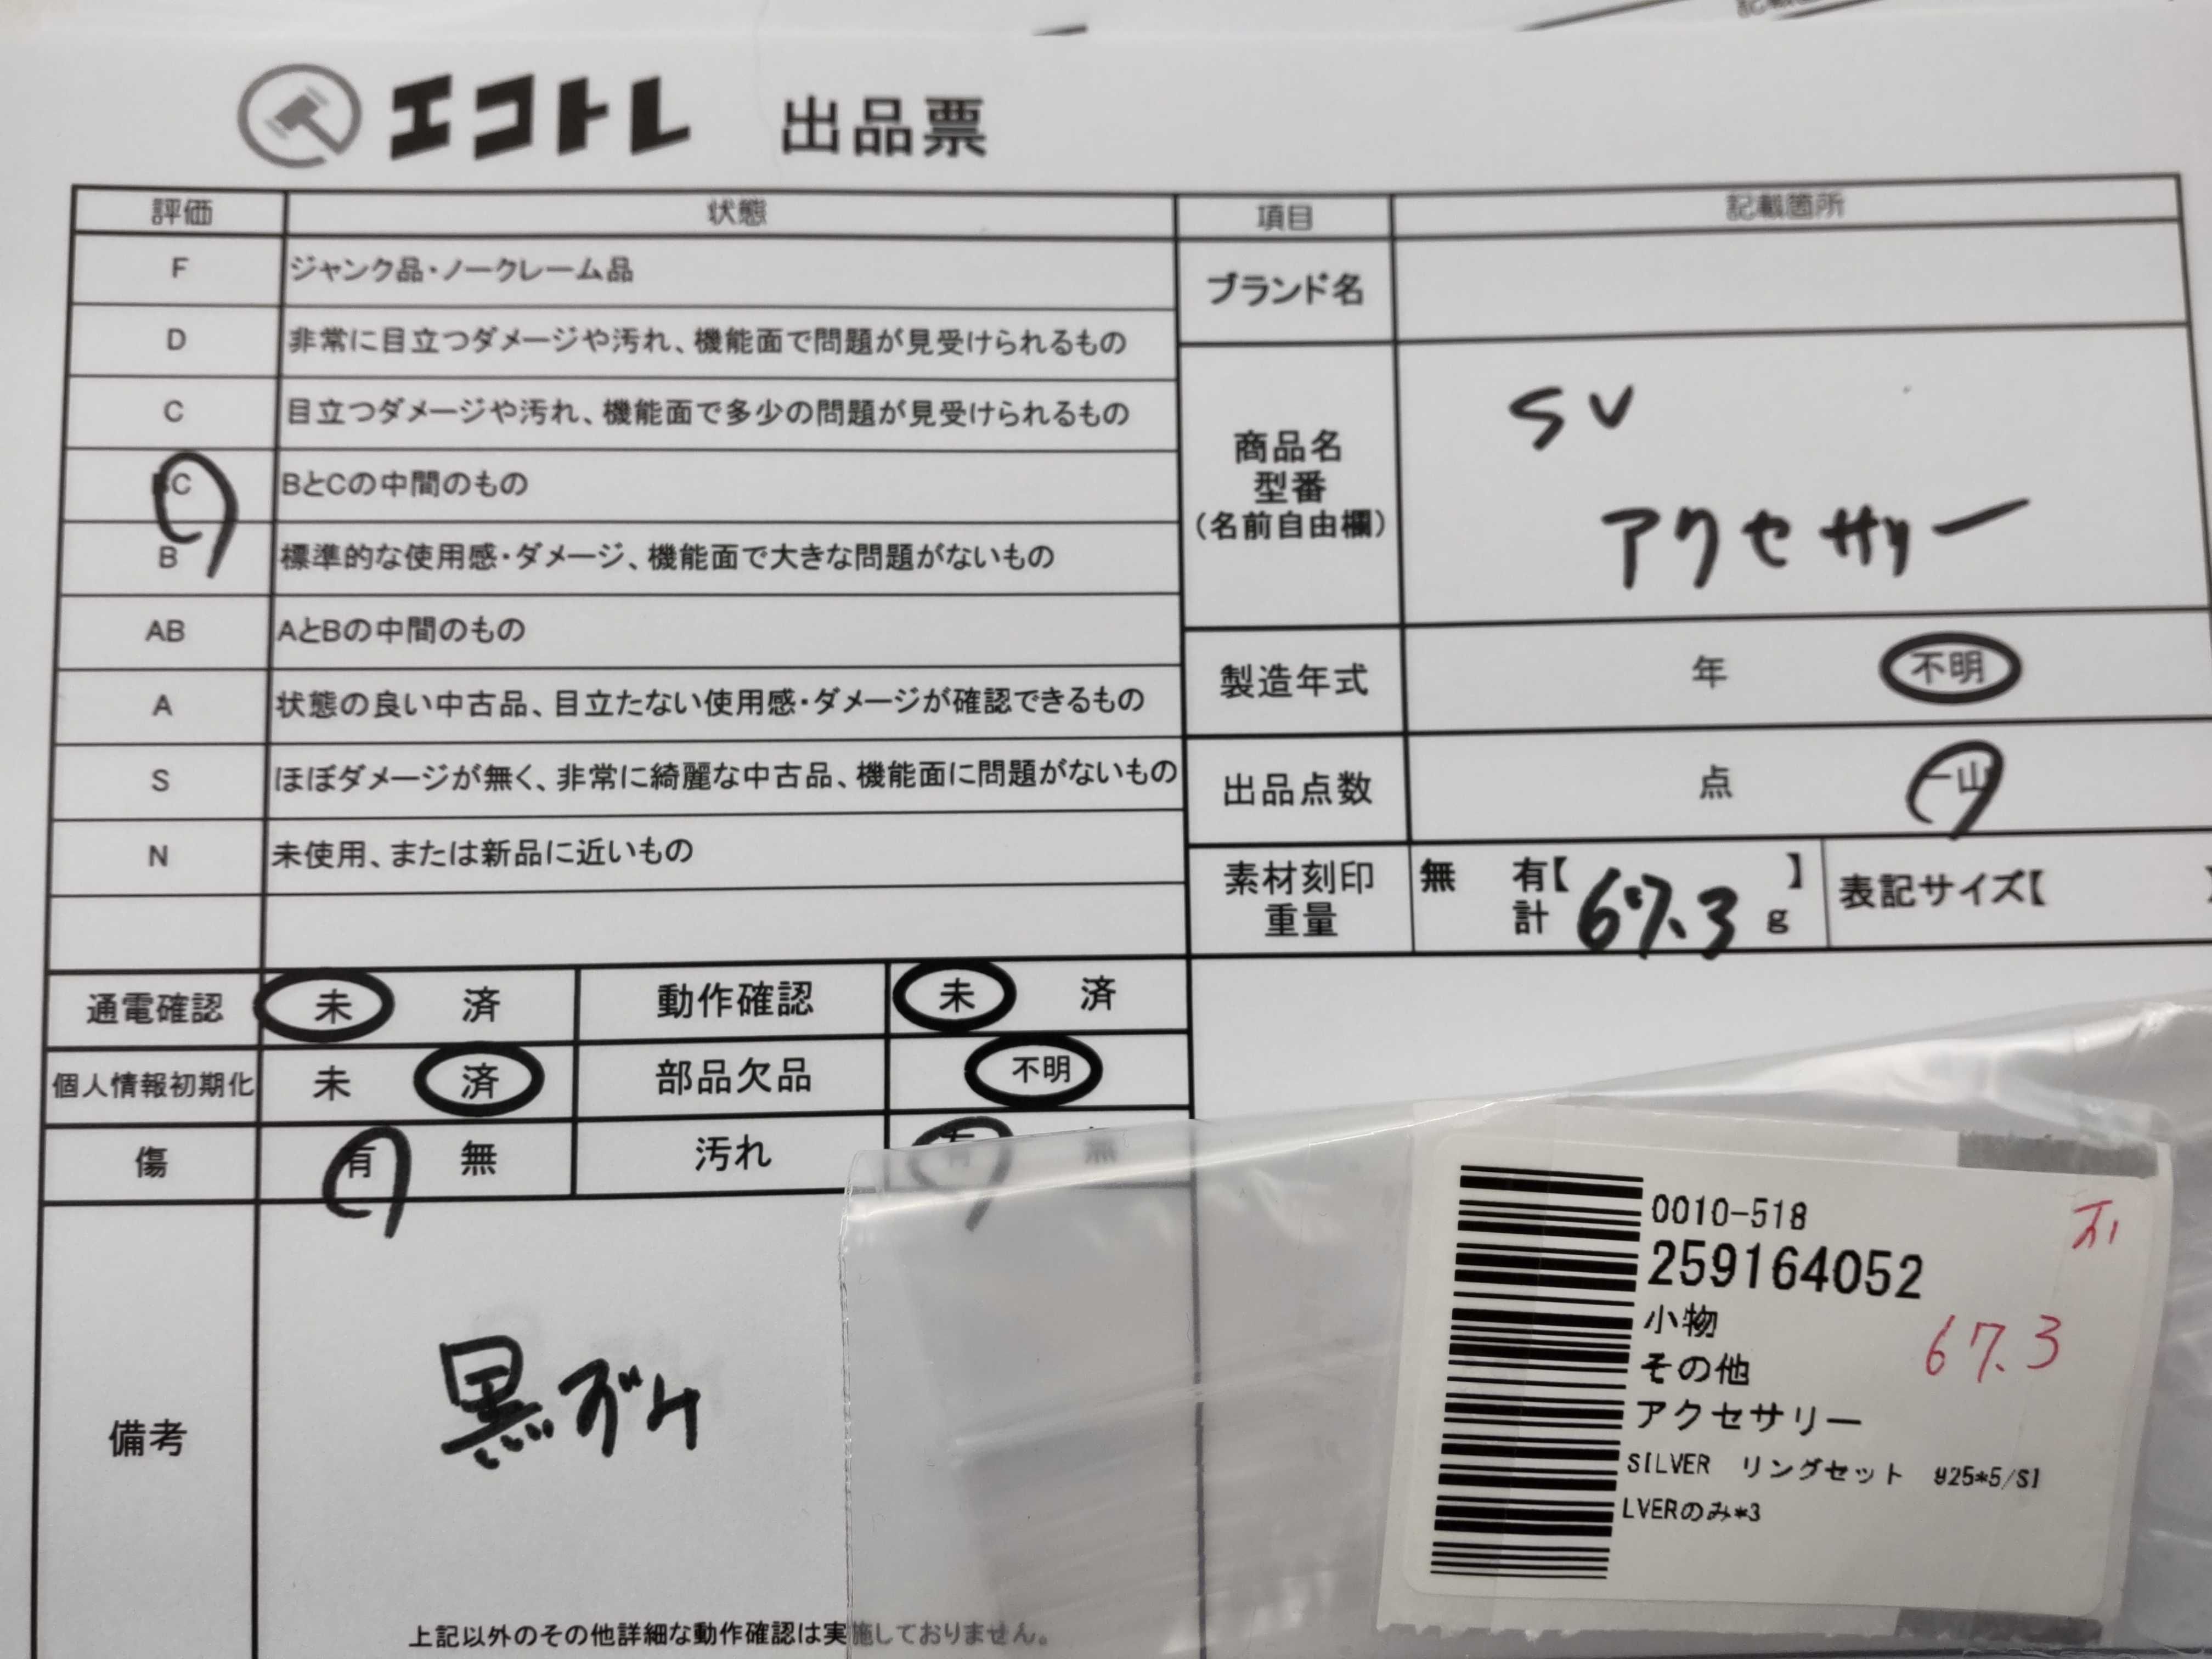 エコトレ 出品票
評価 状態 項目 記載箇所
F ジャンク品・ノークレーム品
D 非常に目立つダメージや汚れ、機能面で問題が見受けられるもの
C 目立つダメージや汚れ、機能面で多少の問題が見受けられるもの
BC BとCの中間のもの
B 標準的な使用感・ダメージ、機能面で大きな問題がないもの
AB AとBの中間のもの
A 状態の良い中古品、目立たない使用感・ダメージが確認できるもの
S ほぼダメージが無く、非常に綺麗な中古品、機能面に問題がないもの
N 未使用、または新品に近いもの
ブランド名
商品名
型番
(名前自由欄)
SV
アクセサリー
製造年式 年 不明
出品点数 点 一山
素材刻印 無 有【 】 表記サイズ【 】
重量 計 67.3 g
通電確認 未 済 動作確認 未 済
個人情報初期化 未 済 部品欠品 不明
傷 有 無 汚れ 有 無
備考
黒ずみ
上記以外のその他詳細な動作確認は実施しておりません。
0010-518
259164052
小物
その他
67.3
アクセサリー
SILVER リングセット 925*5/SI
LVERのみ*3